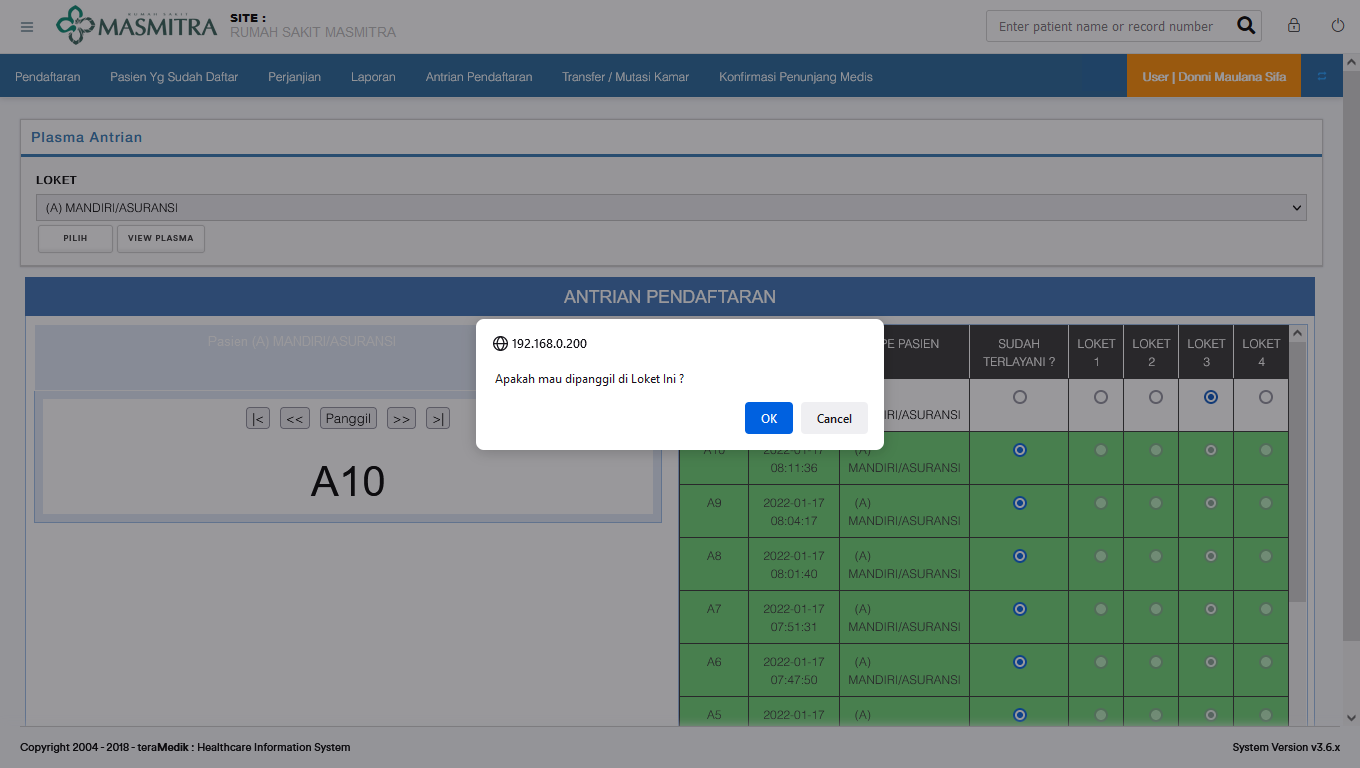 RUMAH SAKIT
MASMITRA
SITE :
RUMAH SAKIT MASMITRA
Enter patient name or record number
Pendaftaran Pasien Yg Sudah Daftar Perjanjian Laporan Antrian Pendaftaran Transfer / Mutasi Kamar Konfirmasi Penunjang Medis User | Donni Maulana Sifa
Plasma Antrian
LOKET
(A) MANDIRI/ASURANSI
PILIH VIEW PLASMA
ANTRIAN PENDAFTARAN
Pasien (A) MANDIRI/ASURANSI
|< << Panggil >> >|
A10
192.168.0.200
Apakah mau dipanggil di Loket Ini ?
OK Cancel
PASIEN SUDAH LOKET LOKET LOKET LOKET
TERLAYANI ? 1 2 3 4
A10 2022-01-17 (A)
08:11:36 MANDIRI/ASURANSI
A9 2022-01-17 (A)
08:04:17 MANDIRI/ASURANSI
A8 2022-01-17 (A)
08:01:40 MANDIRI/ASURANSI
A7 2022-01-17 (A)
07:51:31 MANDIRI/ASURANSI
A6 2022-01-17 (A)
07:47:50 MANDIRI/ASURANSI
A5 2022-01-17 (A)
Copyright 2004 - 2018 - teraMedik : Healthcare Information System
System Version v3.6.x